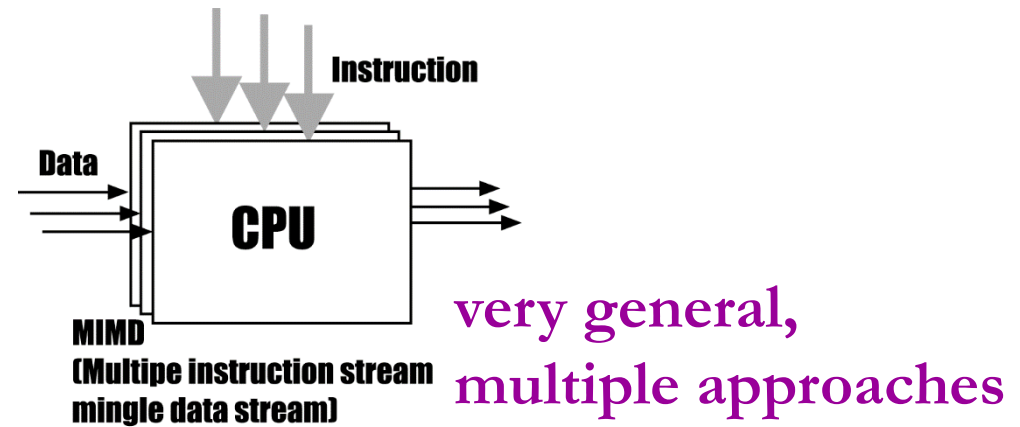 Instruction
Data
CPU
MIMD
(Multipe instruction stream
mingle data stream)
very general,
multiple approaches